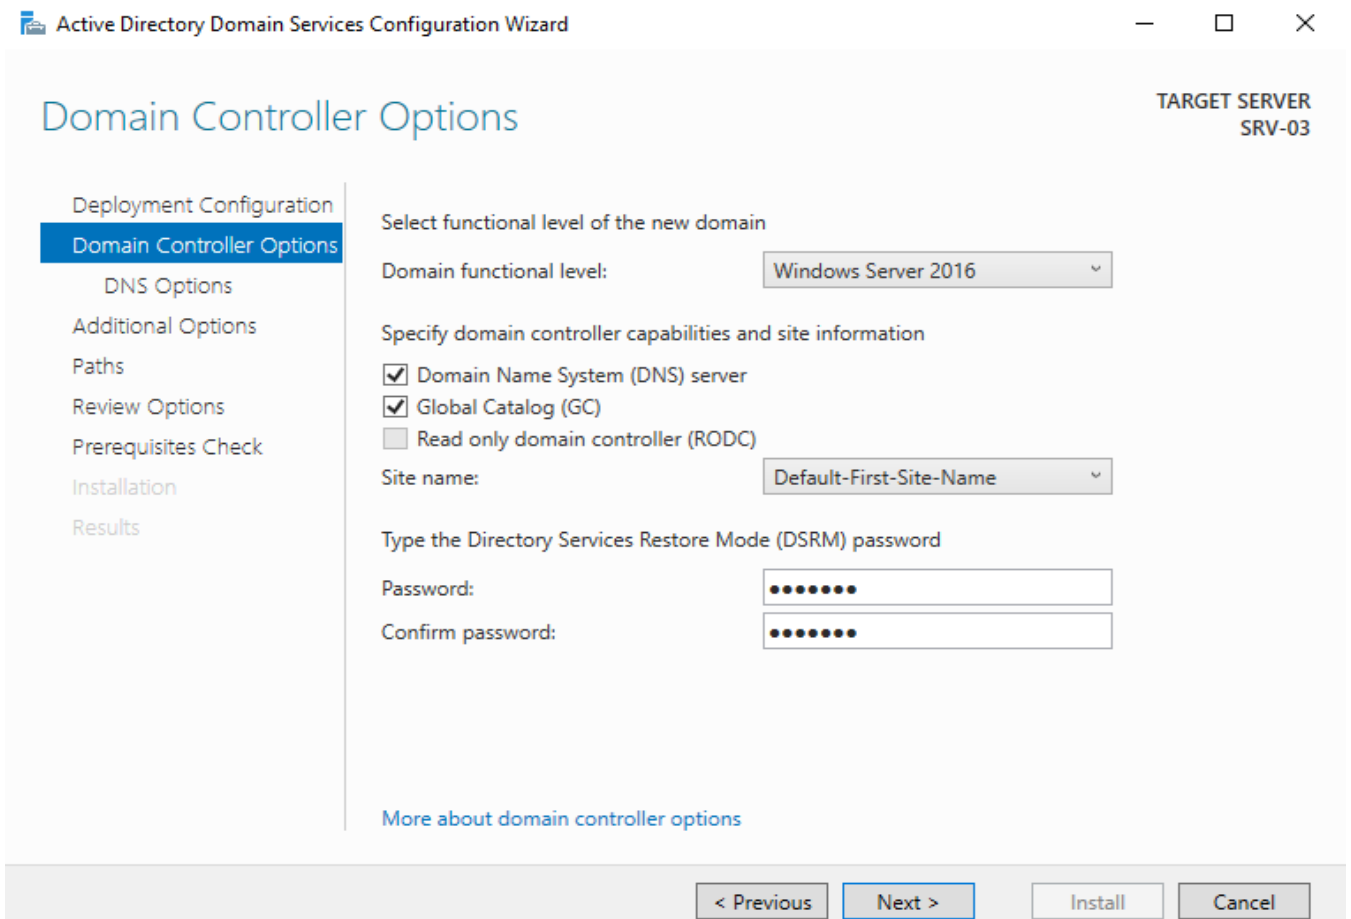 Active Directory Domain Services Configuration Wizard
Domain Controller Options
TARGET SERVER
SRV-03
Deployment Configuration
Domain Controller Options
DNS Options
Additional Options
Paths
Review Options
Prerequisites Check
Installation
Results
Select functional level of the new domain
Domain functional level: Windows Server 2016
Specify domain controller capabilities and site information
Domain Name System (DNS) server
Global Catalog (GC)
Read only domain controller (RODC)
Site name: Default-First-Site-Name
Type the Directory Services Restore Mode (DSRM) password
Password: •••••••
Confirm password: •••••••
More about domain controller options
< Previous Next > Install Cancel